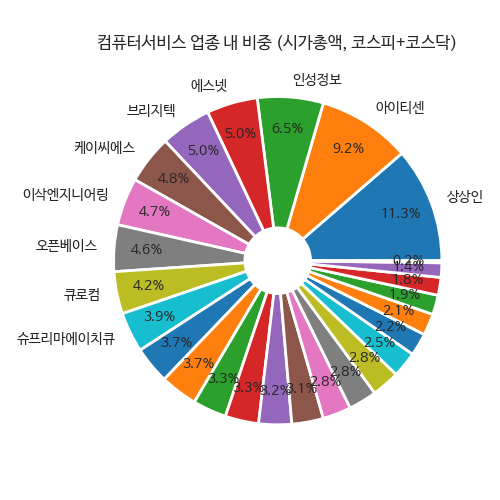 컴퓨터서비스 업종 내 비중 (시가총액, 코스피+코스닥)
인성정보
에스넷
아이티센
브리지텍
케이씨에스
이삭엔지니어링
상상인
오픈베이스
큐로컴
슈프리마에이치큐
11.3%
9.2%
6.5%
5.0%
5.0%
4.8%
4.7%
4.6%
4.2%
3.9%
3.7%
3.7%
3.3%
3.3%
3.2%
3.1%
2.8%
2.8%
2.8%
2.5%
2.2%
2.1%
1.9%
1.8%
1.4%
0.2%